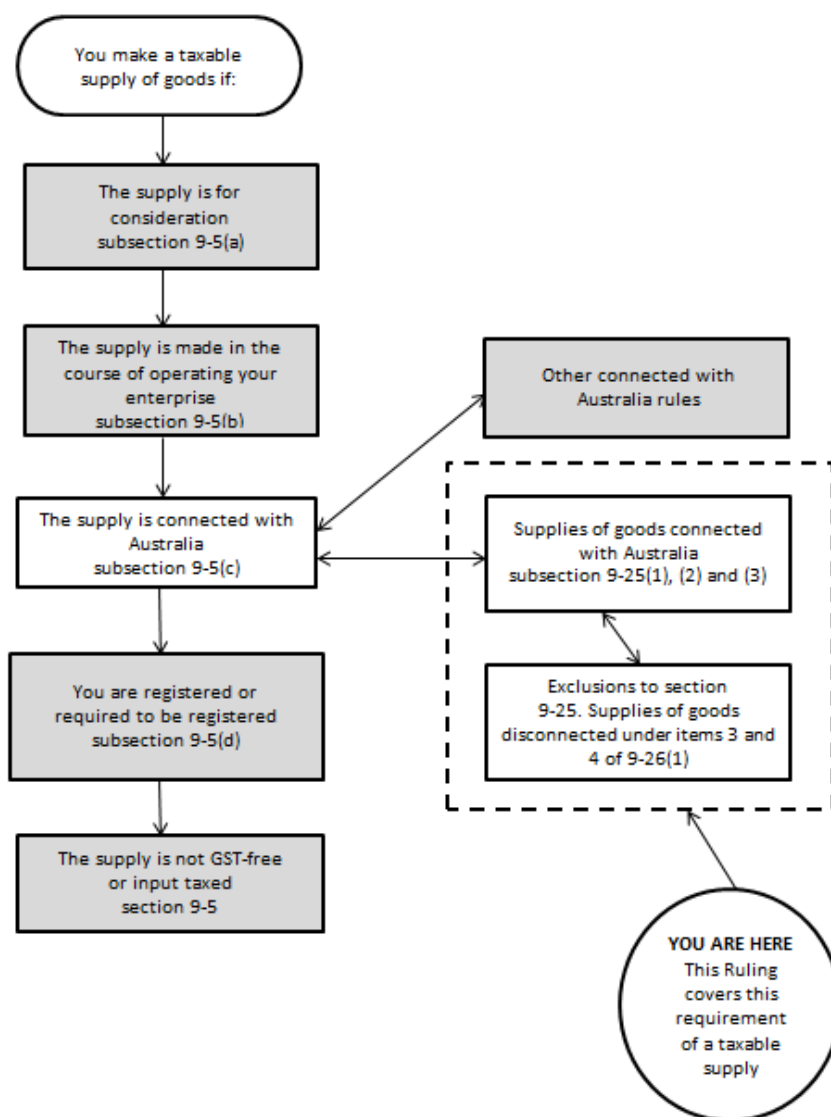 You make a taxable
supply of goods if:
The supply is for
consideration
subsection 9-5(a)
The supply is made in the
course of operating your
enterprise
subsection 9-5(b)
Other connected with
Australia rules
The supply is connected with
Australia
subsection 9-5(c)
Supplies of goods connected
with Australia
subsection 9-25(1), (2) and (3)
You are registered or
required to be registered
subsection 9-5(d)
Exclusions to section
9-25. Supplies of goods
disconnected under items 3 and
4 of 9-26(1)
The supply is not GST-free
or input taxed
section 9-5
YOU ARE HERE
This Ruling
covers this
requirement
of a taxable
supply